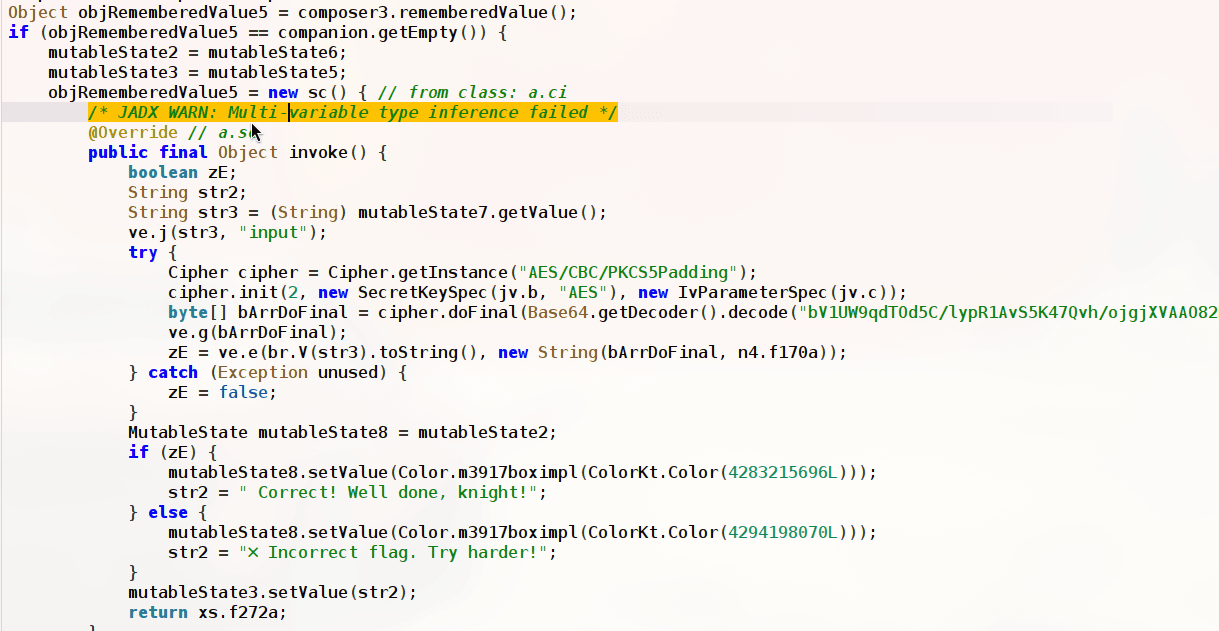 Object objRememberedValue5 = composer3.rememberedValue();
if (objRememberedValue5 == companion.getEmpty()) {
mutableState2 = mutableState6;
mutableState3 = mutableState5;
objRememberedValue5 = new sc() { // from class: a.ci
/* JADX WARN: Multi-variable type inference failed */
@Override // a.sc
public final Object invoke() {
boolean zE;
String str2;
String str3 = (String) mutableState7.getValue();
ve.j(str3, "input");
try {
Cipher cipher = Cipher.getInstance("AES/CBC/PKCS5Padding");
cipher.init(2, new SecretKeySpec(jv.b, "AES"), new IvParameterSpec(jv.c));
byte[] bArrDoFinal = cipher.doFinal(Base64.getDecoder().decode("bV1UW9qdTOd5C/lypR1AvS5K47Qvh/ojgjXVAAO82
ve.g(bArrDoFinal);
zE = ve.e(br.V(str3).toString(), new String(bArrDoFinal, n4.f170a));
} catch (Exception unused) {
zE = false;
}
MutableState mutableState8 = mutableState2;
if (zE) {
mutableState8.setValue(Color.m3917boximpl(ColorKt.Color(4283215696L)));
str2 = " Correct! Well done, knight!";
} else {
mutableState8.setValue(Color.m3917boximpl(ColorKt.Color(4294198070L)));
str2 = "✕ Incorrect flag. Try harder!";
}
mutableState3.setValue(str2);
return xs.f272a;
}